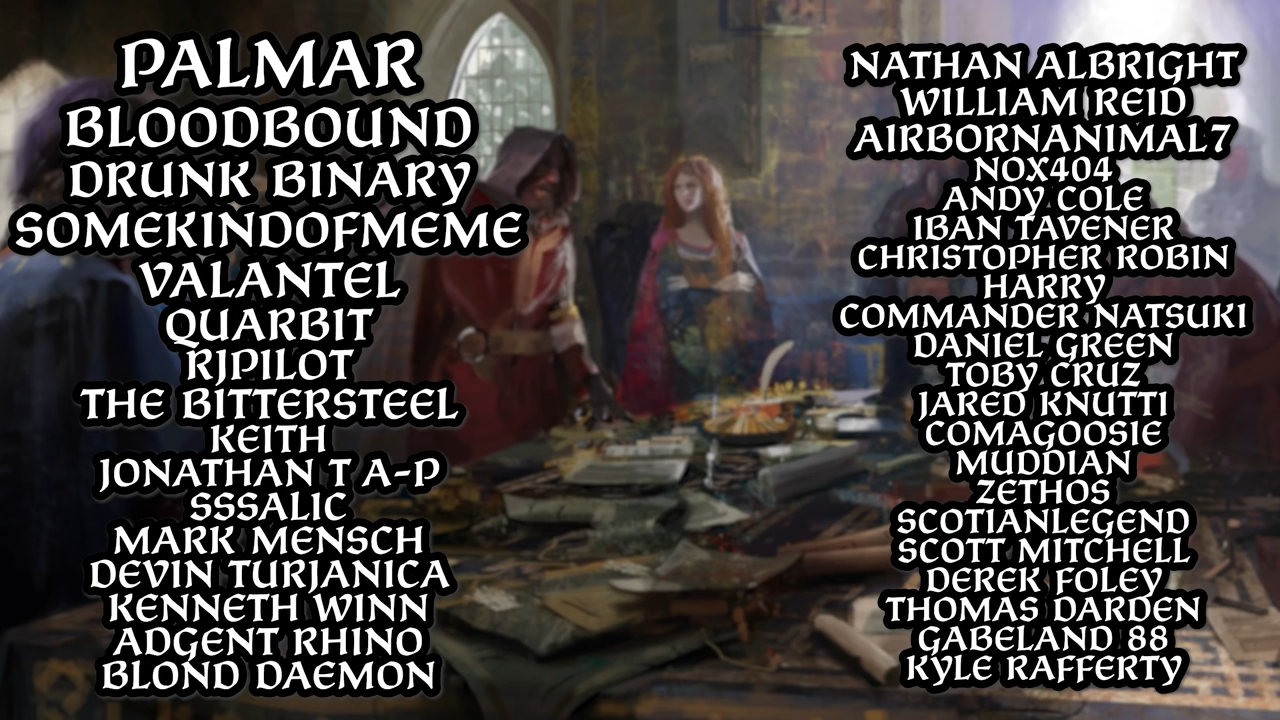 PALMAR
BLOODBOUND
DRUNK BINARY
SOMEKINDOFMEME
VALANTEL
QUARBIT
RJPILOT
THE BITTERSTEEL
KEITH
JONATHAN T A-P
SSSALIC
MARK MENSCH
DEVIN TURJANICA
KENNETH WINN
ADGENT RHINO
BLOND DAEMON
NATHAN ALBRIGHT
WILLIAM REID
AIRBORNANIMAL7
NOX404
ANDY COLE
IBAN TAVENER
CHRISTOPHER ROBIN
HARRY
COMMANDER NATSUKI
DANIEL GREEN
TOBY CRUZ
JARED KNUTTI
COMAGOOSIE
MUDDIAN
ZETHOS
SCOTIANLEGEND
SCOTT MITCHELL
DEREK FOLEY
THOMAS DARDEN
GABELAND 88
KYLE RAFFERTY